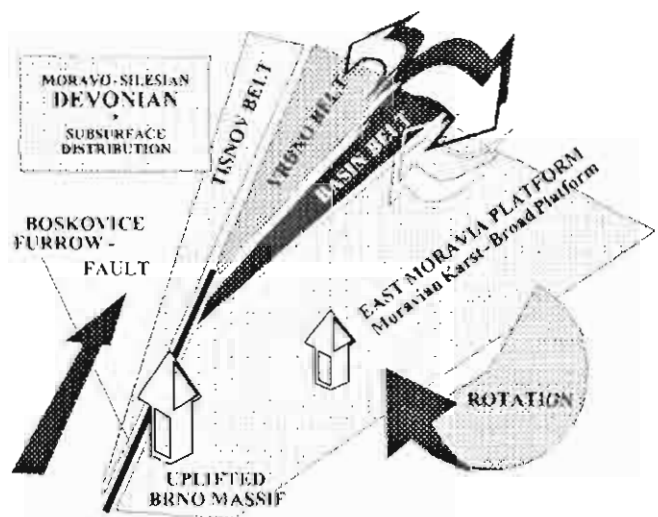 MORAVO-SILESIAN
DEVONIAN
•
SUBSURFACE
DISTRIBUTION
TISNOV BELT
VRBNO BELT
BASIN BELT
BOSKOVICE
FURROW-
FAULT
EAST MORAVIA PLATFORM
Moravian Karst-Broad Platform
ROTATION
UPLIFTED
BRNO MASSIF